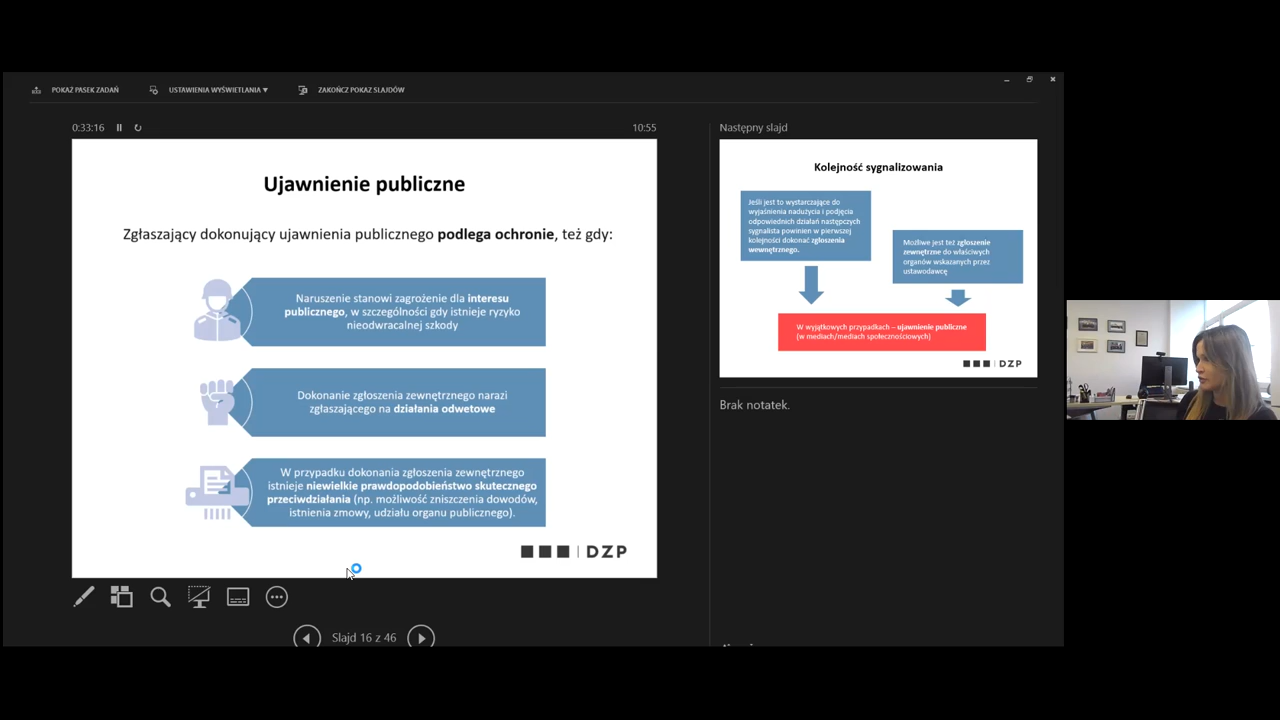 POKAŻ PASEK ZADAŃ
USTAWIENIA WYŚWIETLANIA ▼
ZAKOŃCZ POKAZ SLAJDÓW
0:33:16
10:55
Ujawnienie publiczne
Zgłaszający dokonujący ujawnienia publicznego podlega ochronie, też gdy:
Naruszenie stanowi zagrożenie dla interesu
publicznego, w szczególności gdy istnieje ryzyko
nieodwracalnej szkody
Dokonanie zgłoszenia zewnętrznego narazi
zgłaszającego na działania odwetowe
W przypadku dokonania zgłoszenia zewnętrznego
istnieje niewielkie prawdopodobieństwo skutecznego
przeciwdziałania (np. możliwość zniszczenia dowodów,
istnienia zmowy, udziału organu publicznego).
DZP
Slajd 16 z 46
Następny slajd
Kolejność sygnalizowania
Jeśli jest to wystarczające do
wyjaśnienia nadużycia i podjęcia
odpowiednich działań następczych
sygnalista powinien w pierwszej
kolejności dokonać zgłoszenia
wewnętrznego.
Możliwe jest też zgłoszenie
zewnętrzne do właściwych
organów wskazanych przez
ustawodawcę
W wyjątkowych przypadkach – ujawnienie publiczne
(w mediach/mediach społecznościowych)
DZP
Brak notatek.